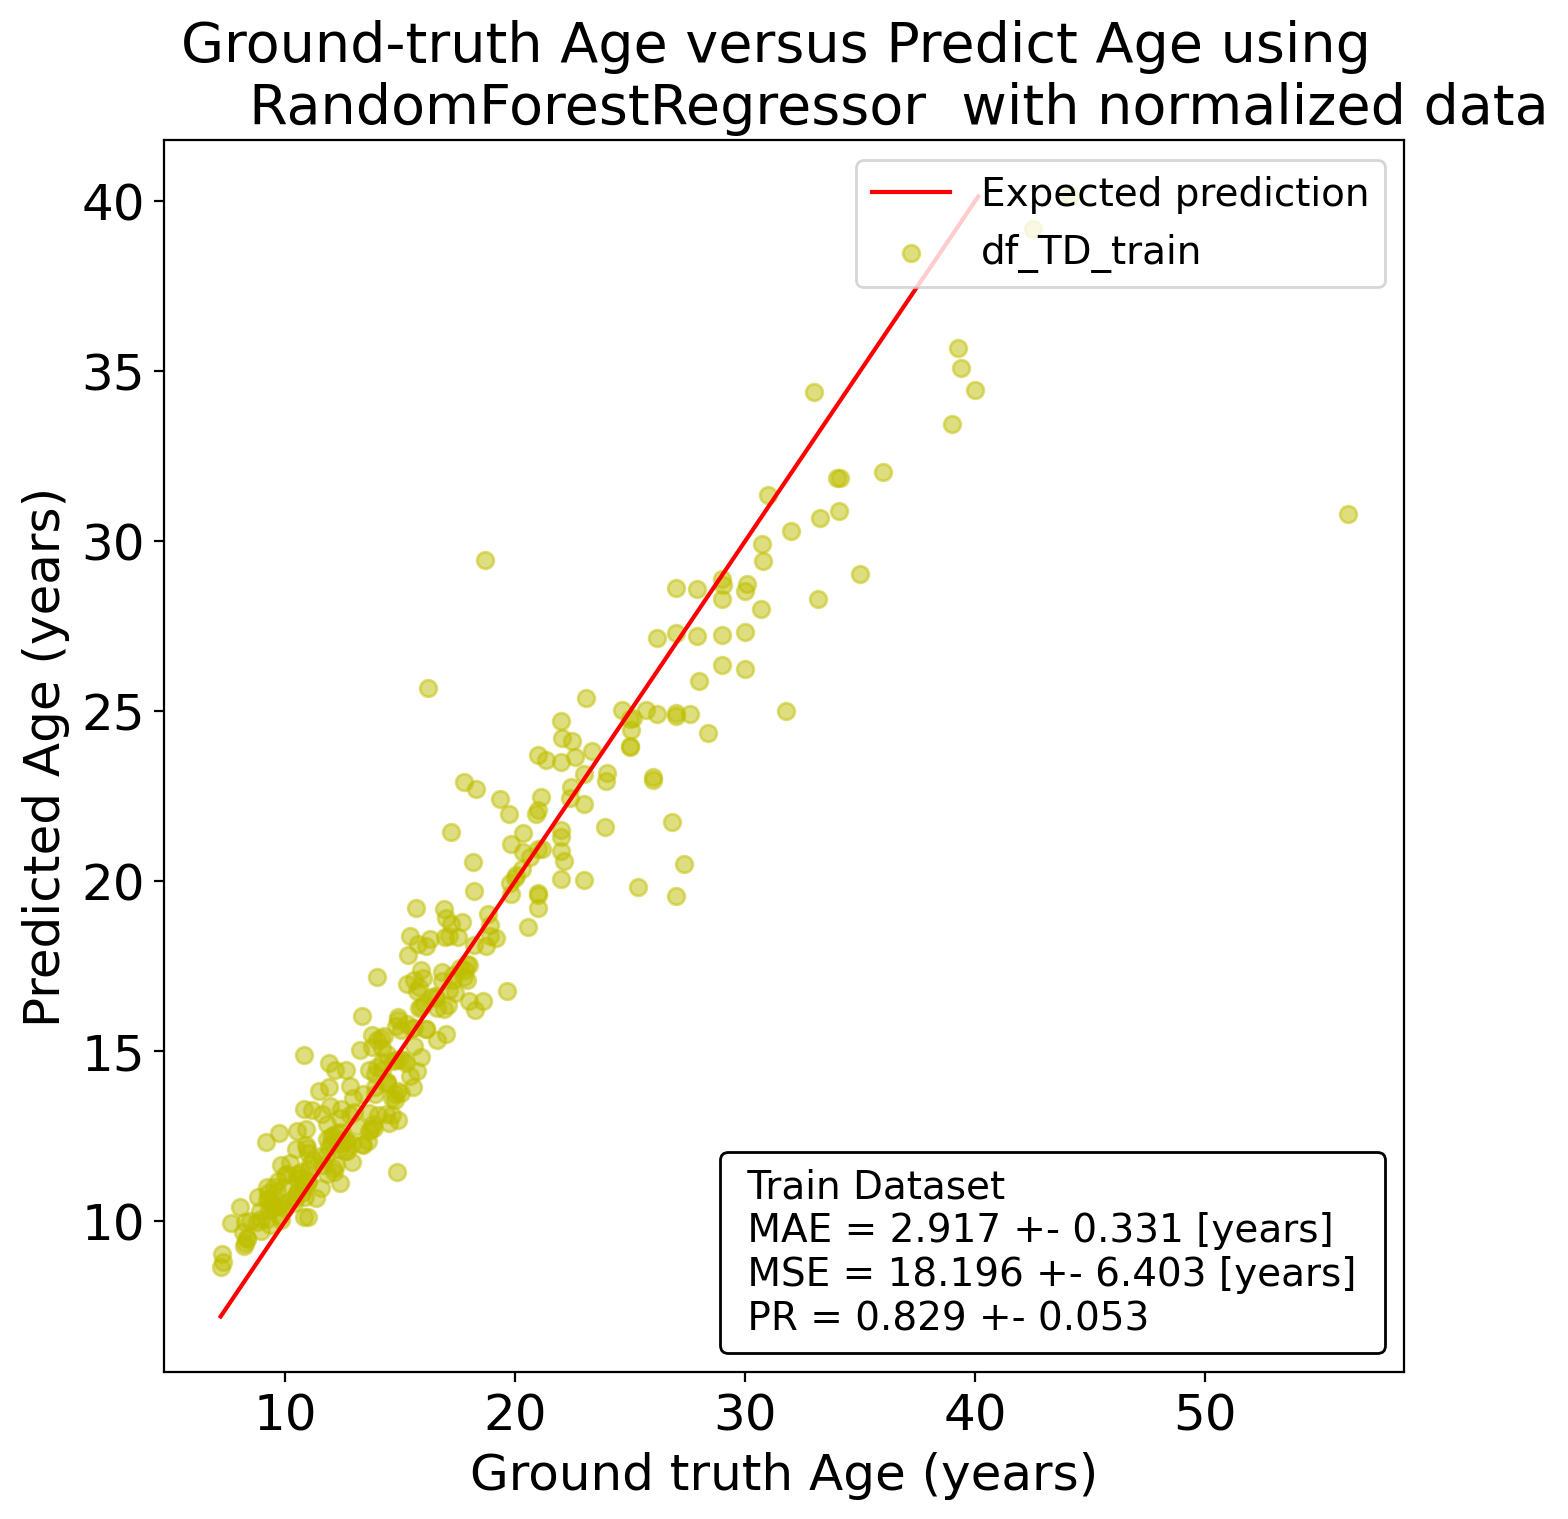 Ground-truth Age versus Predict Age using
RandomForestRegressor  with normalized data
Expected prediction
df_TD_train
40
35
30
25
20
15
10
Predicted Age (years)
Train Dataset
MAE = 2.917 +- 0.331 [years]
MSE = 18.196 +- 6.403 [years]
PR = 0.829 +- 0.053
10 20 30 40 50
Ground truth Age (years)